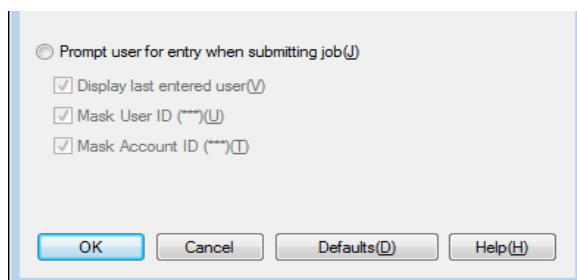 Prompt user for entry when submitting job(J)
Display last entered user(V)
Mask User ID (***)(U)
Mask Account ID (***)(T)
OK Cancel Defaults(D) Help(H)